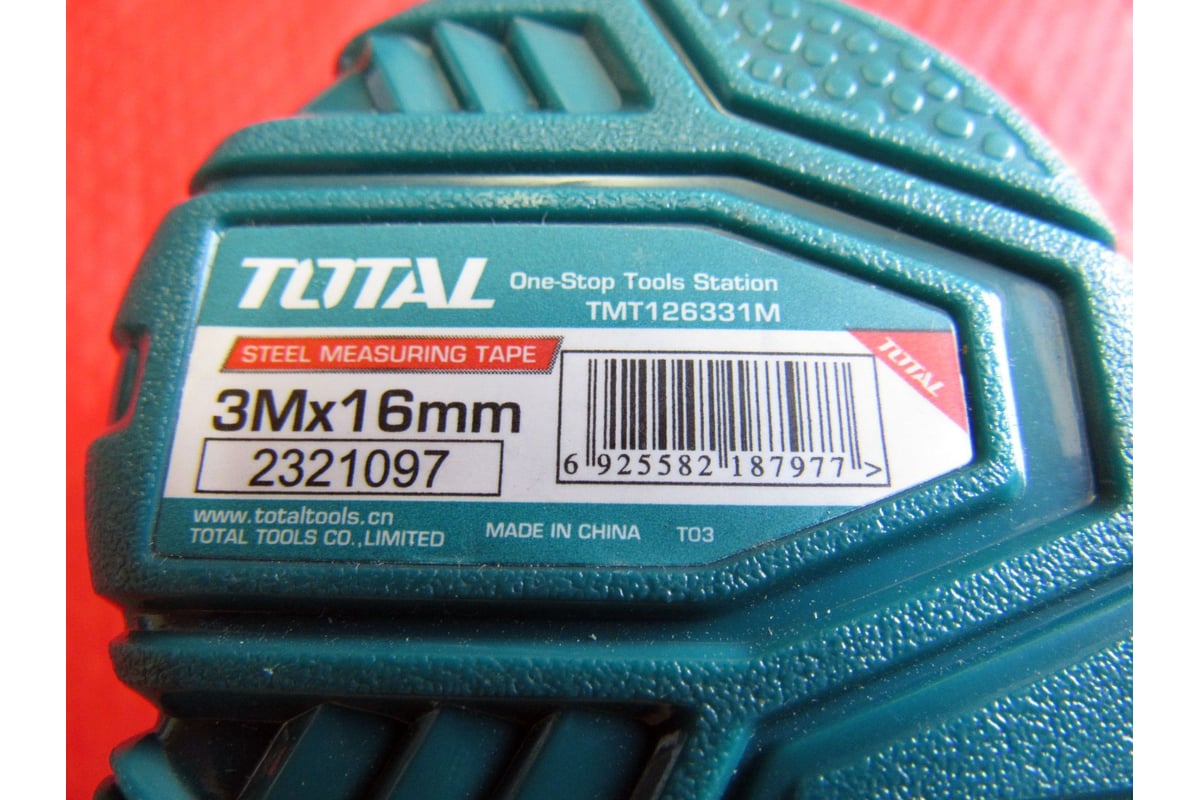 TOTAL One-Stop Tools Station
TMT126331M
STEEL MEASURING TAPE
TOTAL
3Mx16mm
2321097
6 925582 187977 >
www.totaltools.cn
TOTAL TOOLS CO.,LIMITED MADE IN CHINA T03